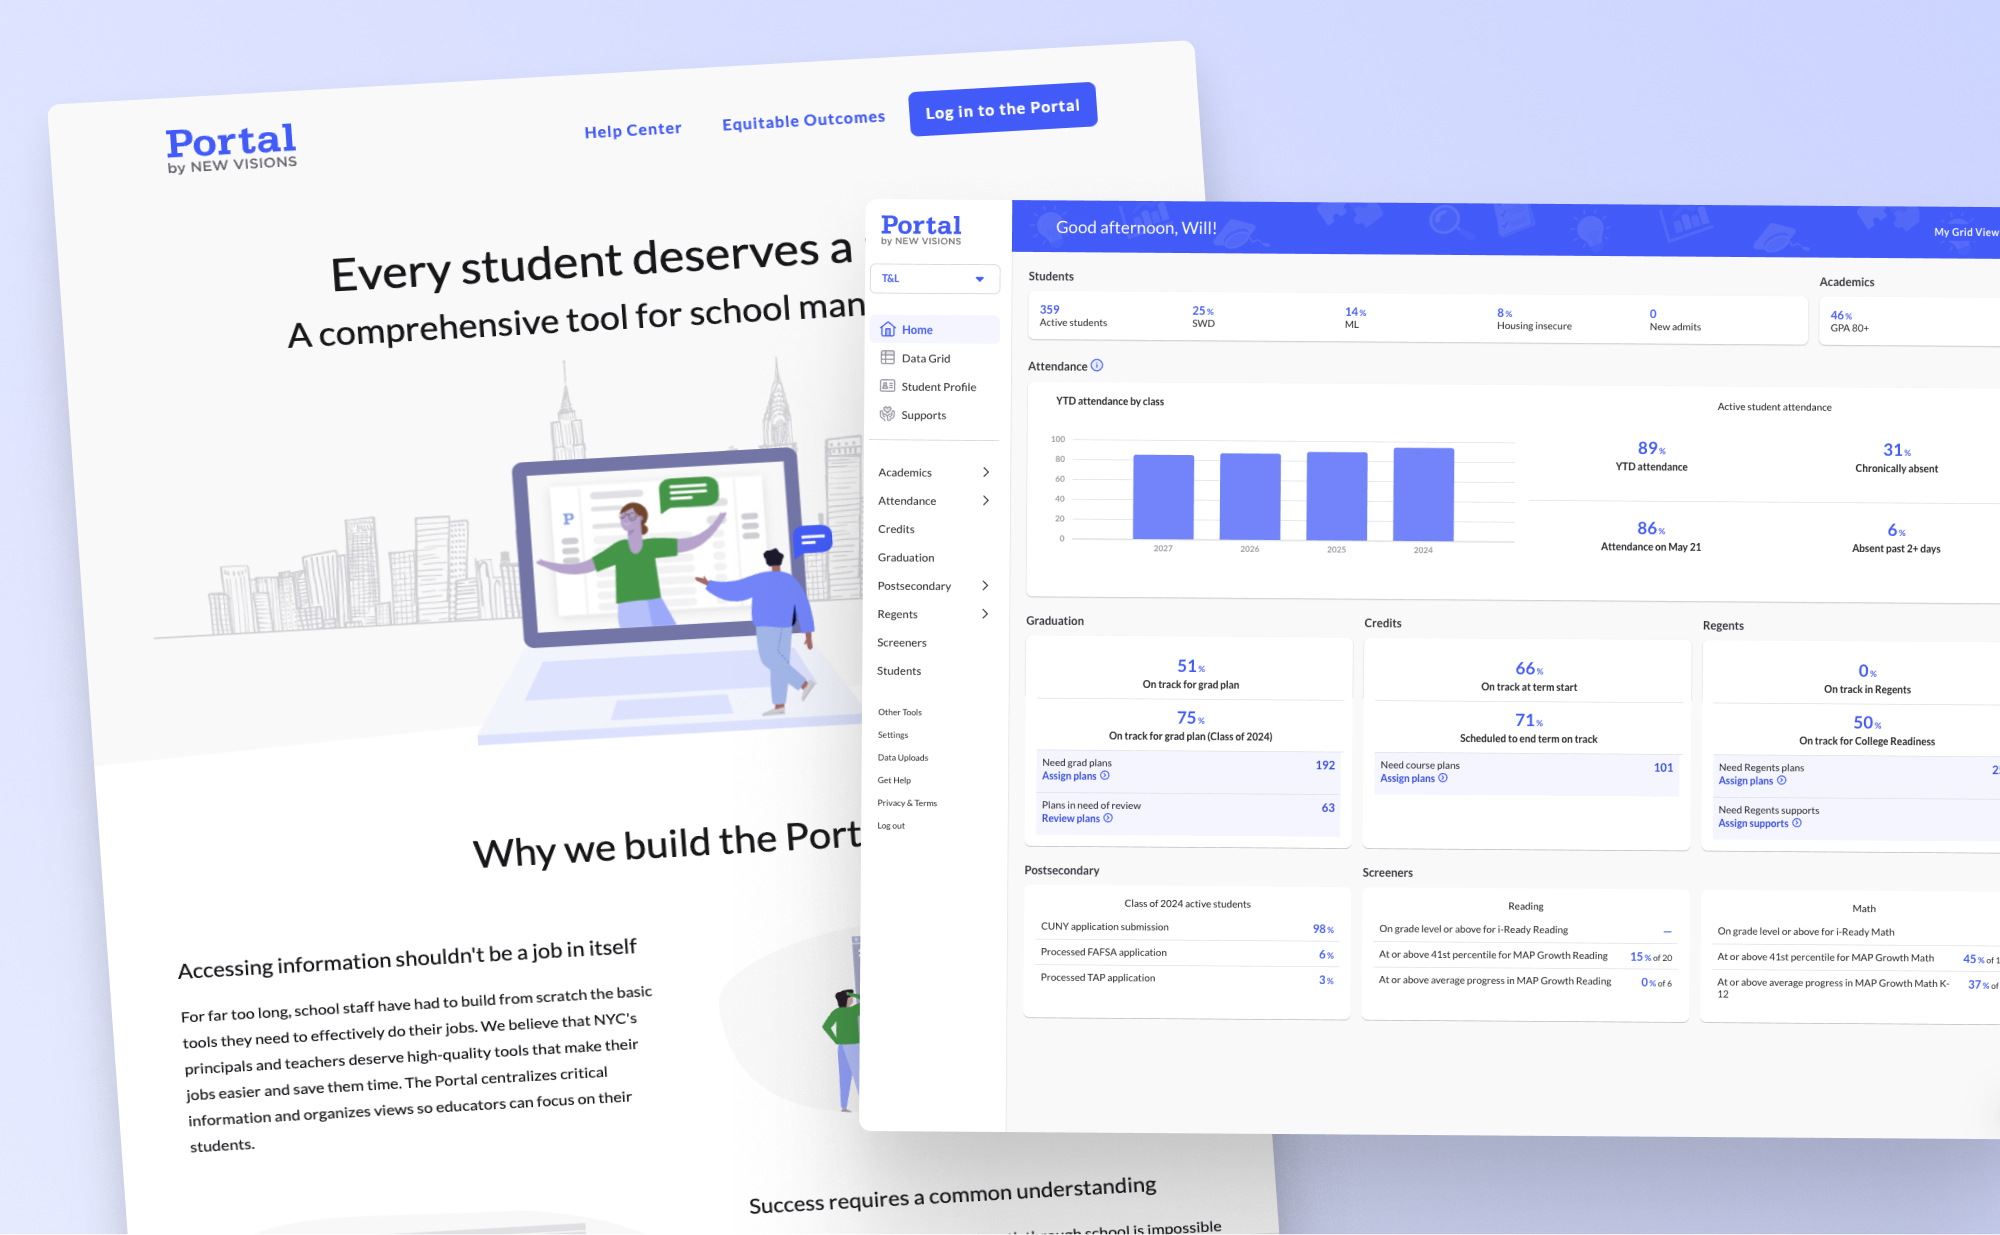 Portal
by NEW VISIONS
Help Center
Equitable Outcomes
Log in to the Portal
Every student deserves a
A comprehensive tool for school man
P
Why we build the Port
Accessing information shouldn't be a job in itself
For far too long, school staff have had to build from scratch the basic
tools they need to effectively do their jobs. We believe that NYC's
principals and teachers deserve high-quality tools that make their
jobs easier and save them time. The Portal centralizes critical
information and organizes views so educators can focus on their
students.
Success requires a common understanding
through school is impossible
Portal
by NEW VISIONS
T&L
Home
Data Grid
Student Profile
Supports
Academics
Attendance
Credits
Graduation
Postsecondary
Regents
Screeners
Students
Other Tools
Settings
Data Uploads
Get Help
Privacy & Terms
Log out
Good afternoon, Will!
My Grid View
Students
359
Active students
25%
SWD
14%
ML
8%
Housing insecure
0
New admits
Academics
46%
GPA 80+
Attendance
YTD attendance by class
100
80
60
40
20
0
2027
2026
2025
2024
Active student attendance
89%
YTD attendance
31%
Chronically absent
86%
Attendance on May 21
6%
Absent past 2+ days
Graduation
51%
On track for grad plan
75%
On track for grad plan (Class of 2024)
Need grad plans 192
Assign plans
Plans in need of review 63
Review plans
Credits
66%
On track at term start
71%
Scheduled to end term on track
Need course plans 101
Assign plans
Regents
0%
On track in Regents
50%
On track for College Readiness
Need Regents plans
Assign plans
Need Regents supports
Assign supports
Postsecondary
Class of 2024 active students
CUNY application submission 98%
Processed FAFSA application 6%
Processed TAP application 3%
Screeners
Reading
On grade level or above for i-Ready Reading —
At or above 41st percentile for MAP Growth Reading 15% of 20
At or above average progress in MAP Growth Reading 0% of 6
Math
On grade level or above for i-Ready Math
At or above 41st percentile for MAP Growth Math 45% of 1
At or above average progress in MAP Growth Math K- 37% of
12